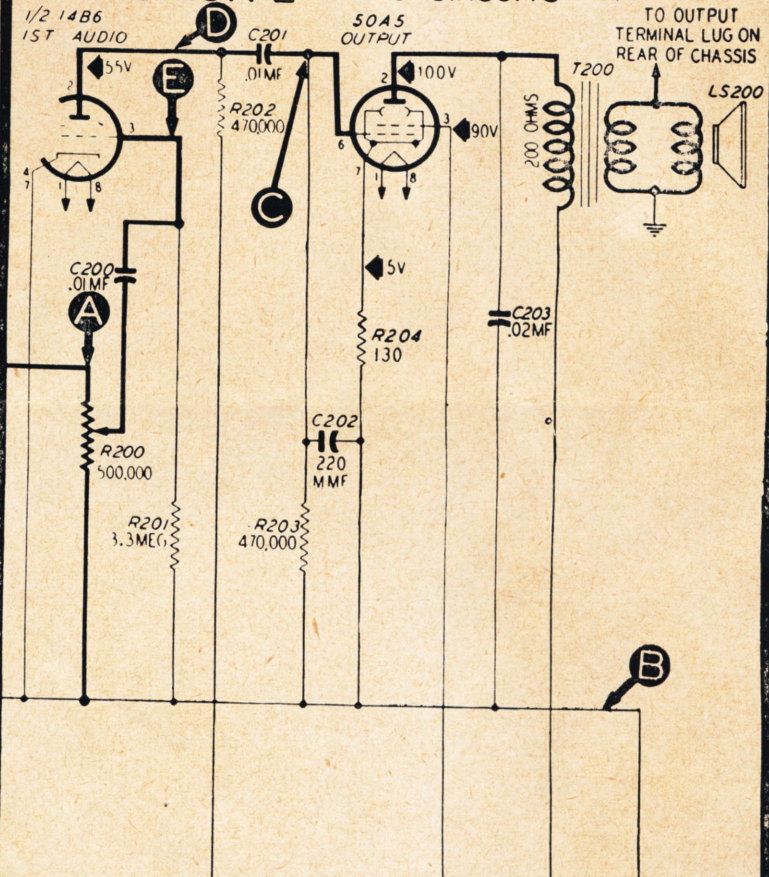 1/2 14B6
1ST AUDIO
D
C201
.01MF
50A5
OUTPUT
TO OUTPUT
TERMINAL LUG ON
REAR OF CHASSIS
55V
E
2
3
4
7
1
8
R202
470,000
C
2
100V
3
90V
6
7
1
8
200 OHMS
T200
LS200
C200
.01MF
A
5V
R204
130
C203
.02MF
R200
500,000
C202
220
MMF
R201
3.3MEG
R203
470,000
B